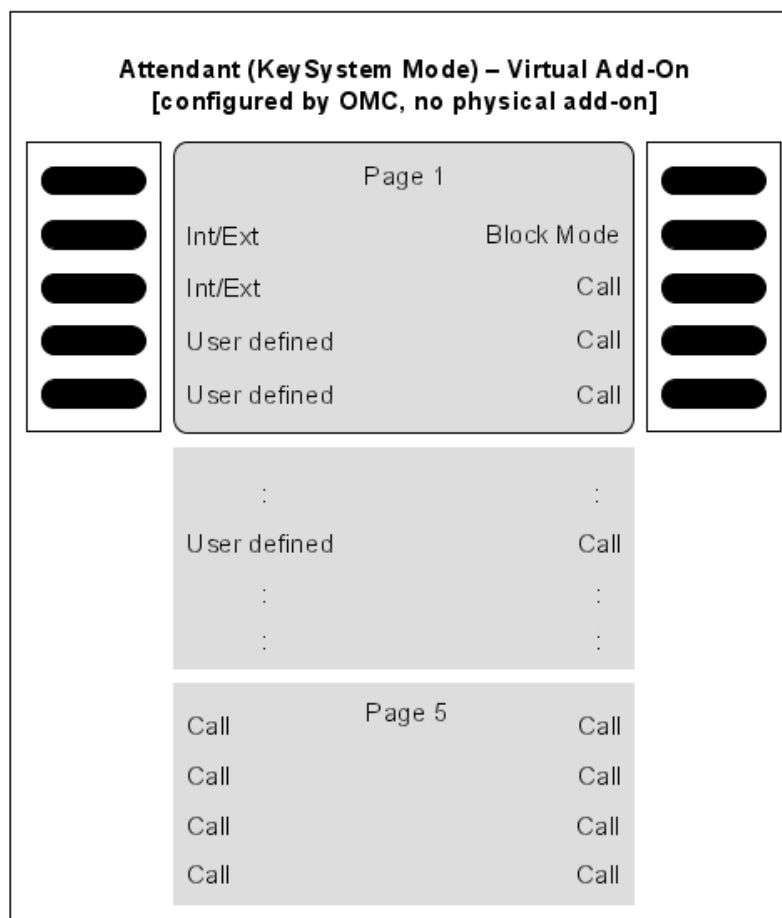 Attendant (KeySystem Mode) – Virtual Add-On
[configured by OMC, no physical add-on]
Page 1
Int/Ext Block Mode
Int/Ext Call
User defined Call
User defined Call
: :
User defined Call
: :
: :
Page 5
Call Call
Call Call
Call Call
Call Call